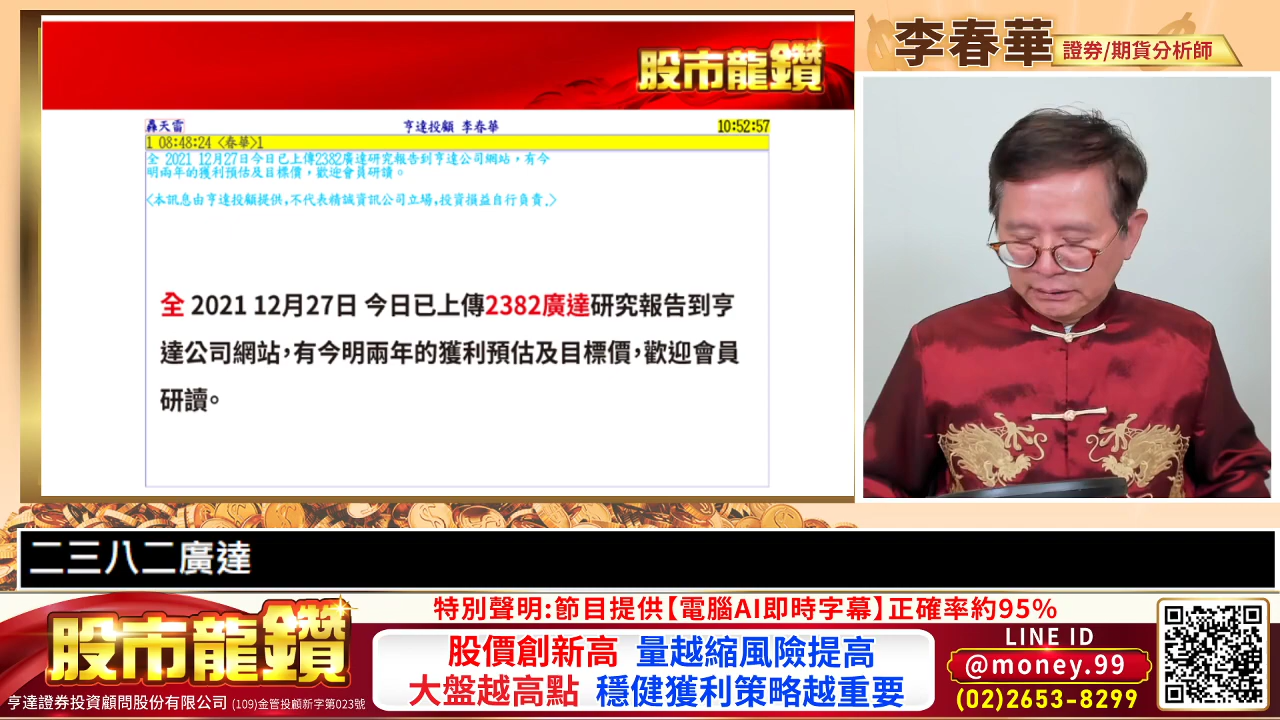 股市龍鑽
李春華
證券/期貨分析師
轟天雷
亨達投顧 李春華
10:52:57
1 08:48:24 <春華>1
全 2021 12月27日今日已上傳2382廣達研究報告到亨達公司網站，有今
明兩年的獲利預估及目標價，歡迎會員研讀。
<本訊息由亨達投顧提供,不代表精誠資訊公司立場,投資損益自行負責.>
全 2021 12月27日 今日已上傳2382廣達研究報告到亨
達公司網站，有今明兩年的獲利預估及目標價，歡迎會員
研讀。
二三八二廣達
股市龍鑽
亨達證券投資顧問股份有限公司 (109)金管投顧新字第023號
特別聲明:節目提供【電腦AI即時字幕】正確率約95%
股價創新高 量越縮風險提高
大盤越高點 穩健獲利策略越重要
LINE ID
@money.99
(02)2653-8299